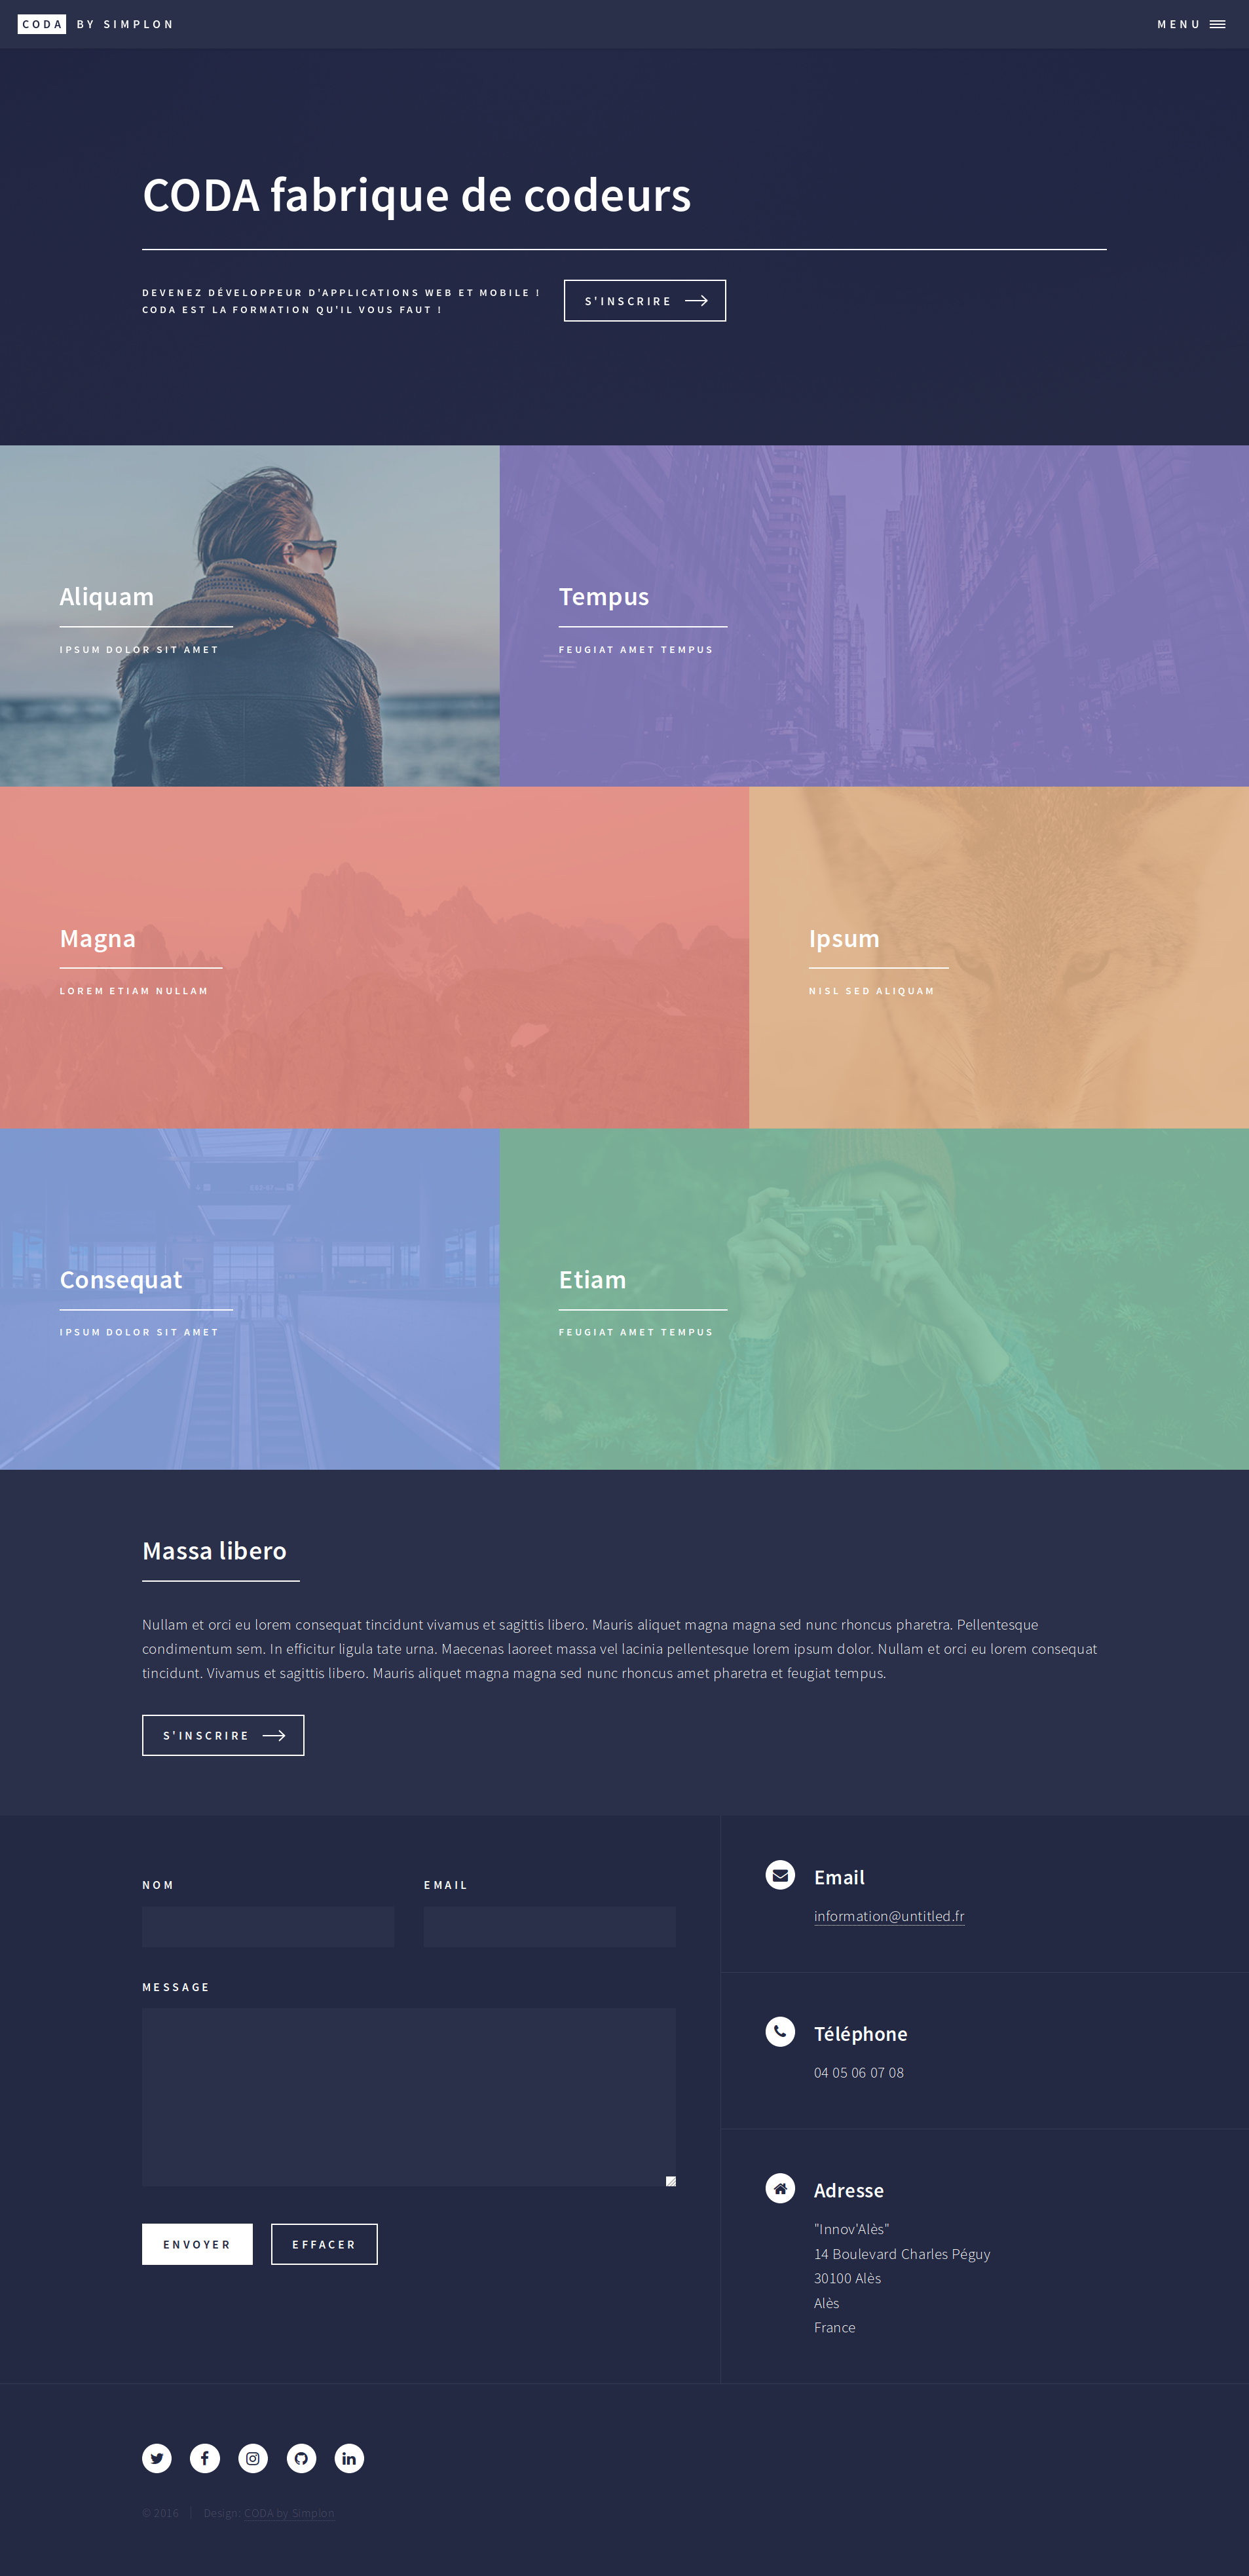 CODA BY SIMPLON
MENU
CODA fabrique de codeurs
DEVENEZ DÉVELOPPEUR D'APPLICATIONS WEB ET MOBILE !
CODA EST LA FORMATION QU'IL VOUS FAUT !
S'INSCRIRE
Aliquam
IPSUM DOLOR SIT AMET
Tempus
FEUGIAT AMET TEMPUS
Magna
LOREM ETIAM NULLAM
Ipsum
NISL SED ALIQUAM
Consequat
IPSUM DOLOR SIT AMET
Etiam
FEUGIAT AMET TEMPUS
Massa libero
Nullam et orci eu lorem consequat tincidunt vivamus et sagittis libero. Mauris aliquet magna magna sed nunc rhoncus pharetra. Pellentesque
condimentum sem. In efficitur ligula tate urna. Maecenas laoreet massa vel lacinia pellentesque lorem ipsum dolor. Nullam et orci eu lorem consequat
tincidunt. Vivamus et sagittis libero. Mauris aliquet magna magna sed nunc rhoncus amet pharetra et feugiat tempus.
S'INSCRIRE
NOM
EMAIL
MESSAGE
ENVOYER
EFFACER
Email
information@untitled.fr
Téléphone
04 05 06 07 08
Adresse
"Innov'Alès"
14 Boulevard Charles Péguy
30100 Alès
Alès
France
© 2016 | Design: CODA by Simplon